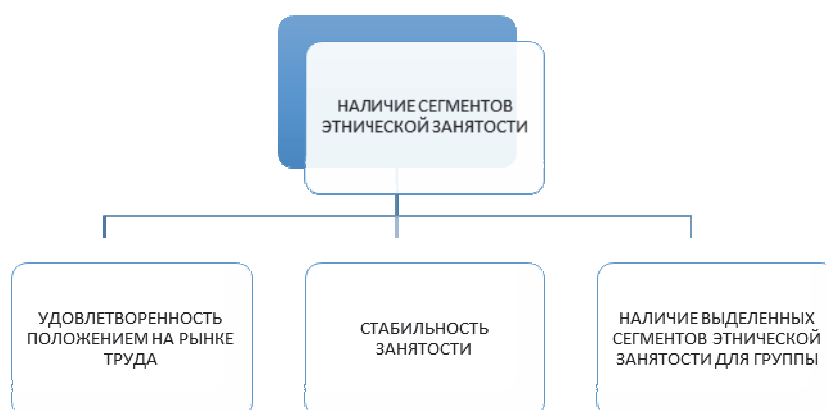 НАЛИЧИЕ СЕГМЕНТОВ
ЭТНИЧЕСКОЙ ЗАНЯТОСТИ
УДОВЛЕТВОРЕННОСТЬ
ПОЛОЖЕНИЕМ НА РЫНКЕ
ТРУДА
СТАБИЛЬНОСТЬ
ЗАНЯТОСТИ
НАЛИЧИЕ ВЫДЕЛЕННЫХ
СЕГМЕНТОВ ЭТНИЧЕСКОЙ
ЗАНЯТОСТИ ДЛЯ ГРУППЫ